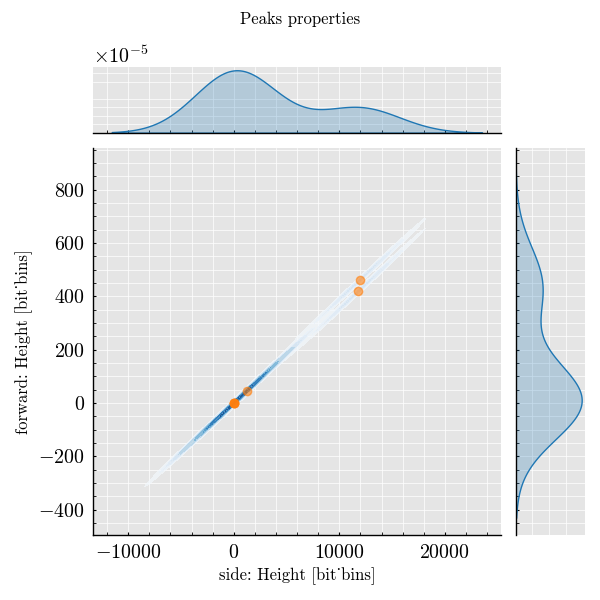 Peaks properties
×10⁻⁵
800
600
400
200
0
−200
−400
forward: Height [bit˙bins]
−10000 0 10000 20000
side: Height [bit˙bins]